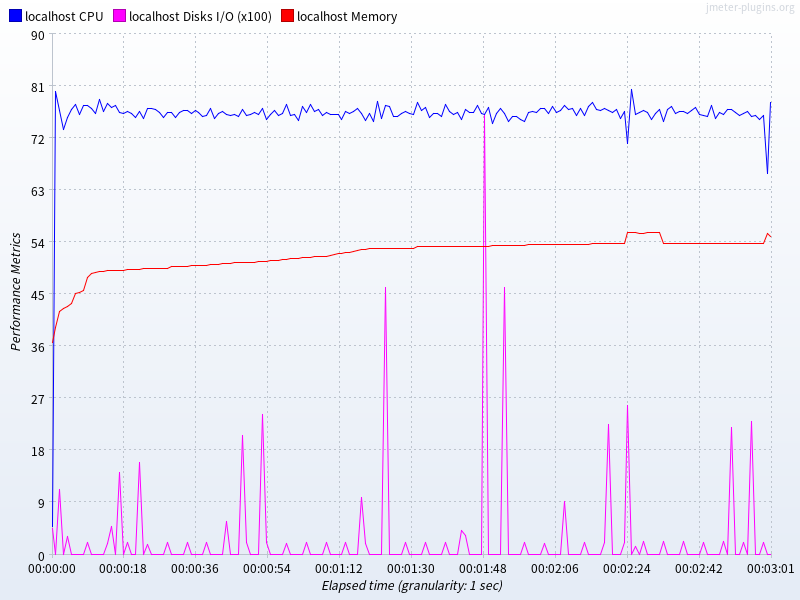 localhost CPU localhost Disks I/O (x100) localhost Memory
jmeter-plugins.org
90
81
72
63
54
45
36
27
18
9
0
Performance Metrics
00:00:00 00:00:18 00:00:36 00:00:54 00:01:12 00:01:30 00:01:48 00:02:06 00:02:24 00:02:42 00:03:01
Elapsed time (granularity: 1 sec)